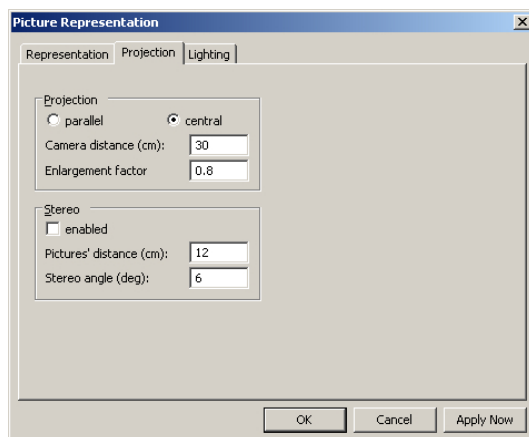 Picture Representation
Representation Projection Lighting
Projection
parallel central
Camera distance (cm): 30
Enlargement factor 0.8
Stereo
enabled
Pictures' distance (cm): 12
Stereo angle (deg): 6
OK Cancel Apply Now